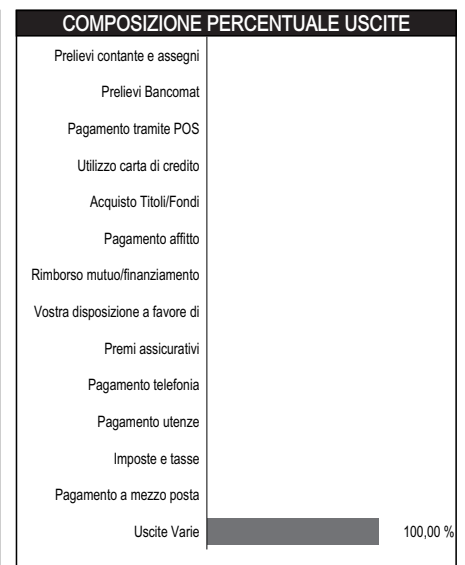 COMPOSIZIONE PERCENTUALE USCITE
Prelievi contante e assegni
Prelievi Bancomat
Pagamento tramite POS
Utilizzo carta di credito
Acquisto Titoli/Fondi
Pagamento affitto
Rimborso mutuo/finanziamento
Vostra disposizione a favore di
Premi assicurativi
Pagamento telefonia
Pagamento utenze
Imposte e tasse
Pagamento a mezzo posta
Uscite Varie 100,00 %